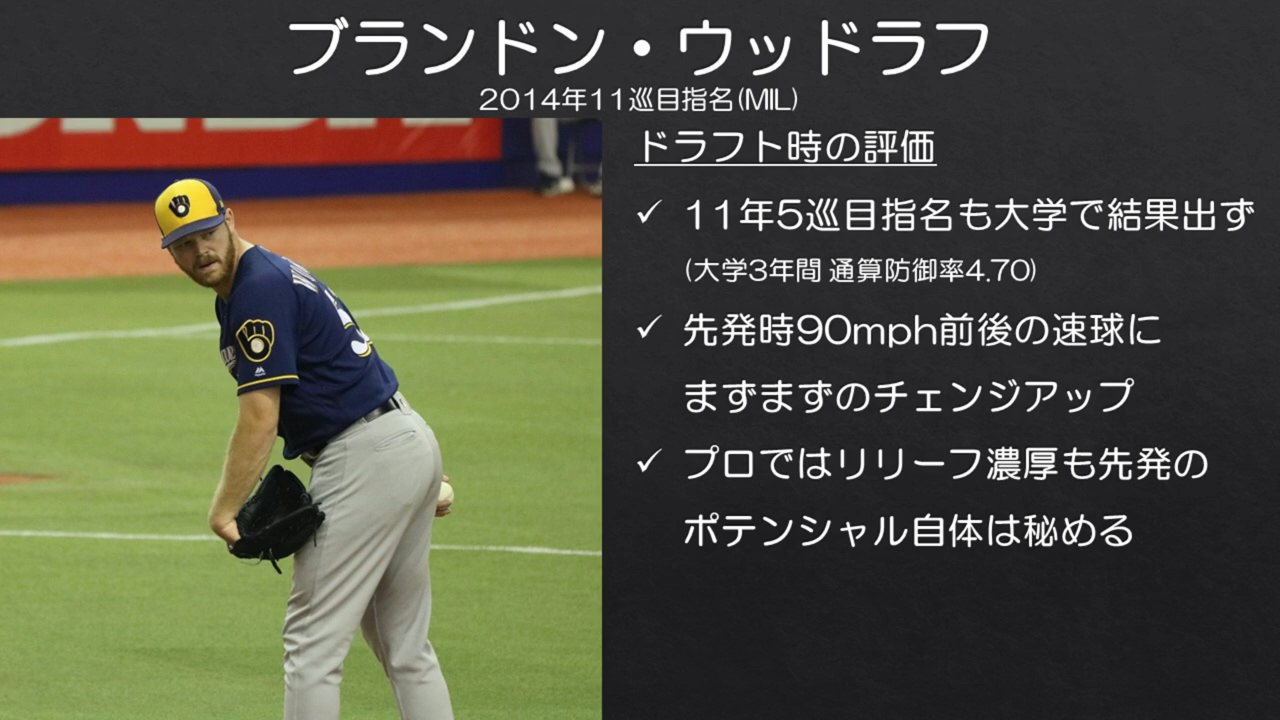 ブランドン・ウッドラフ
2014年11巡目指名(MIL)
ドラフト時の評価
✓ 11年5巡目指名も大学で結果出ず
(大学3年間 通算防御率4.70)
✓ 先発時90mph前後の速球に
まずまずのチェンジアップ
✓ プロではリリーフ濃厚も先発の
ポテンシャル自体は秘める